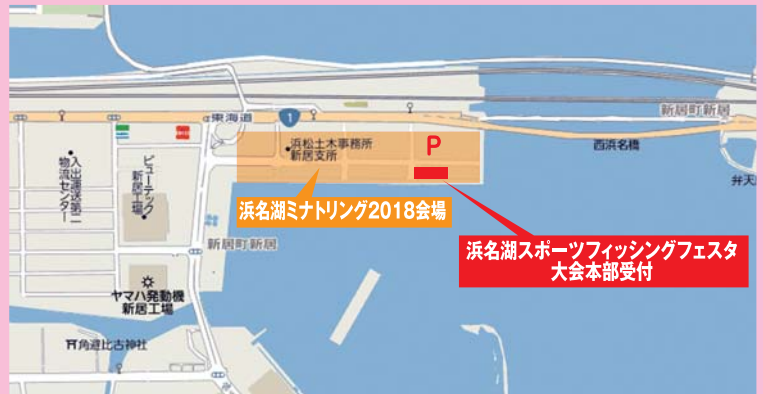 新居町新居
東海道
1
浜松土木事務所
新居支所
P
西浜名橋
弁天
入出運送第二
物流センター
ビューテック
新居工場
浜名湖ミナトリング2018会場
浜名湖スポーツフィッシングフェスタ
大会本部受付
新居町新居
ヤマハ発動機
新居工場
角避比古神社